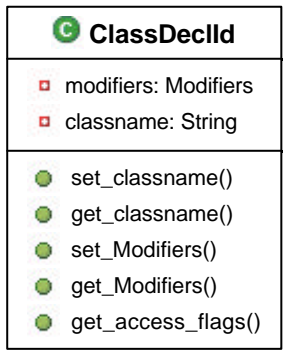 C ClassDeclId
modifiers: Modifiers
classname: String
set_classname()
get_classname()
set_Modifiers()
get_Modifiers()
get_access_flags()